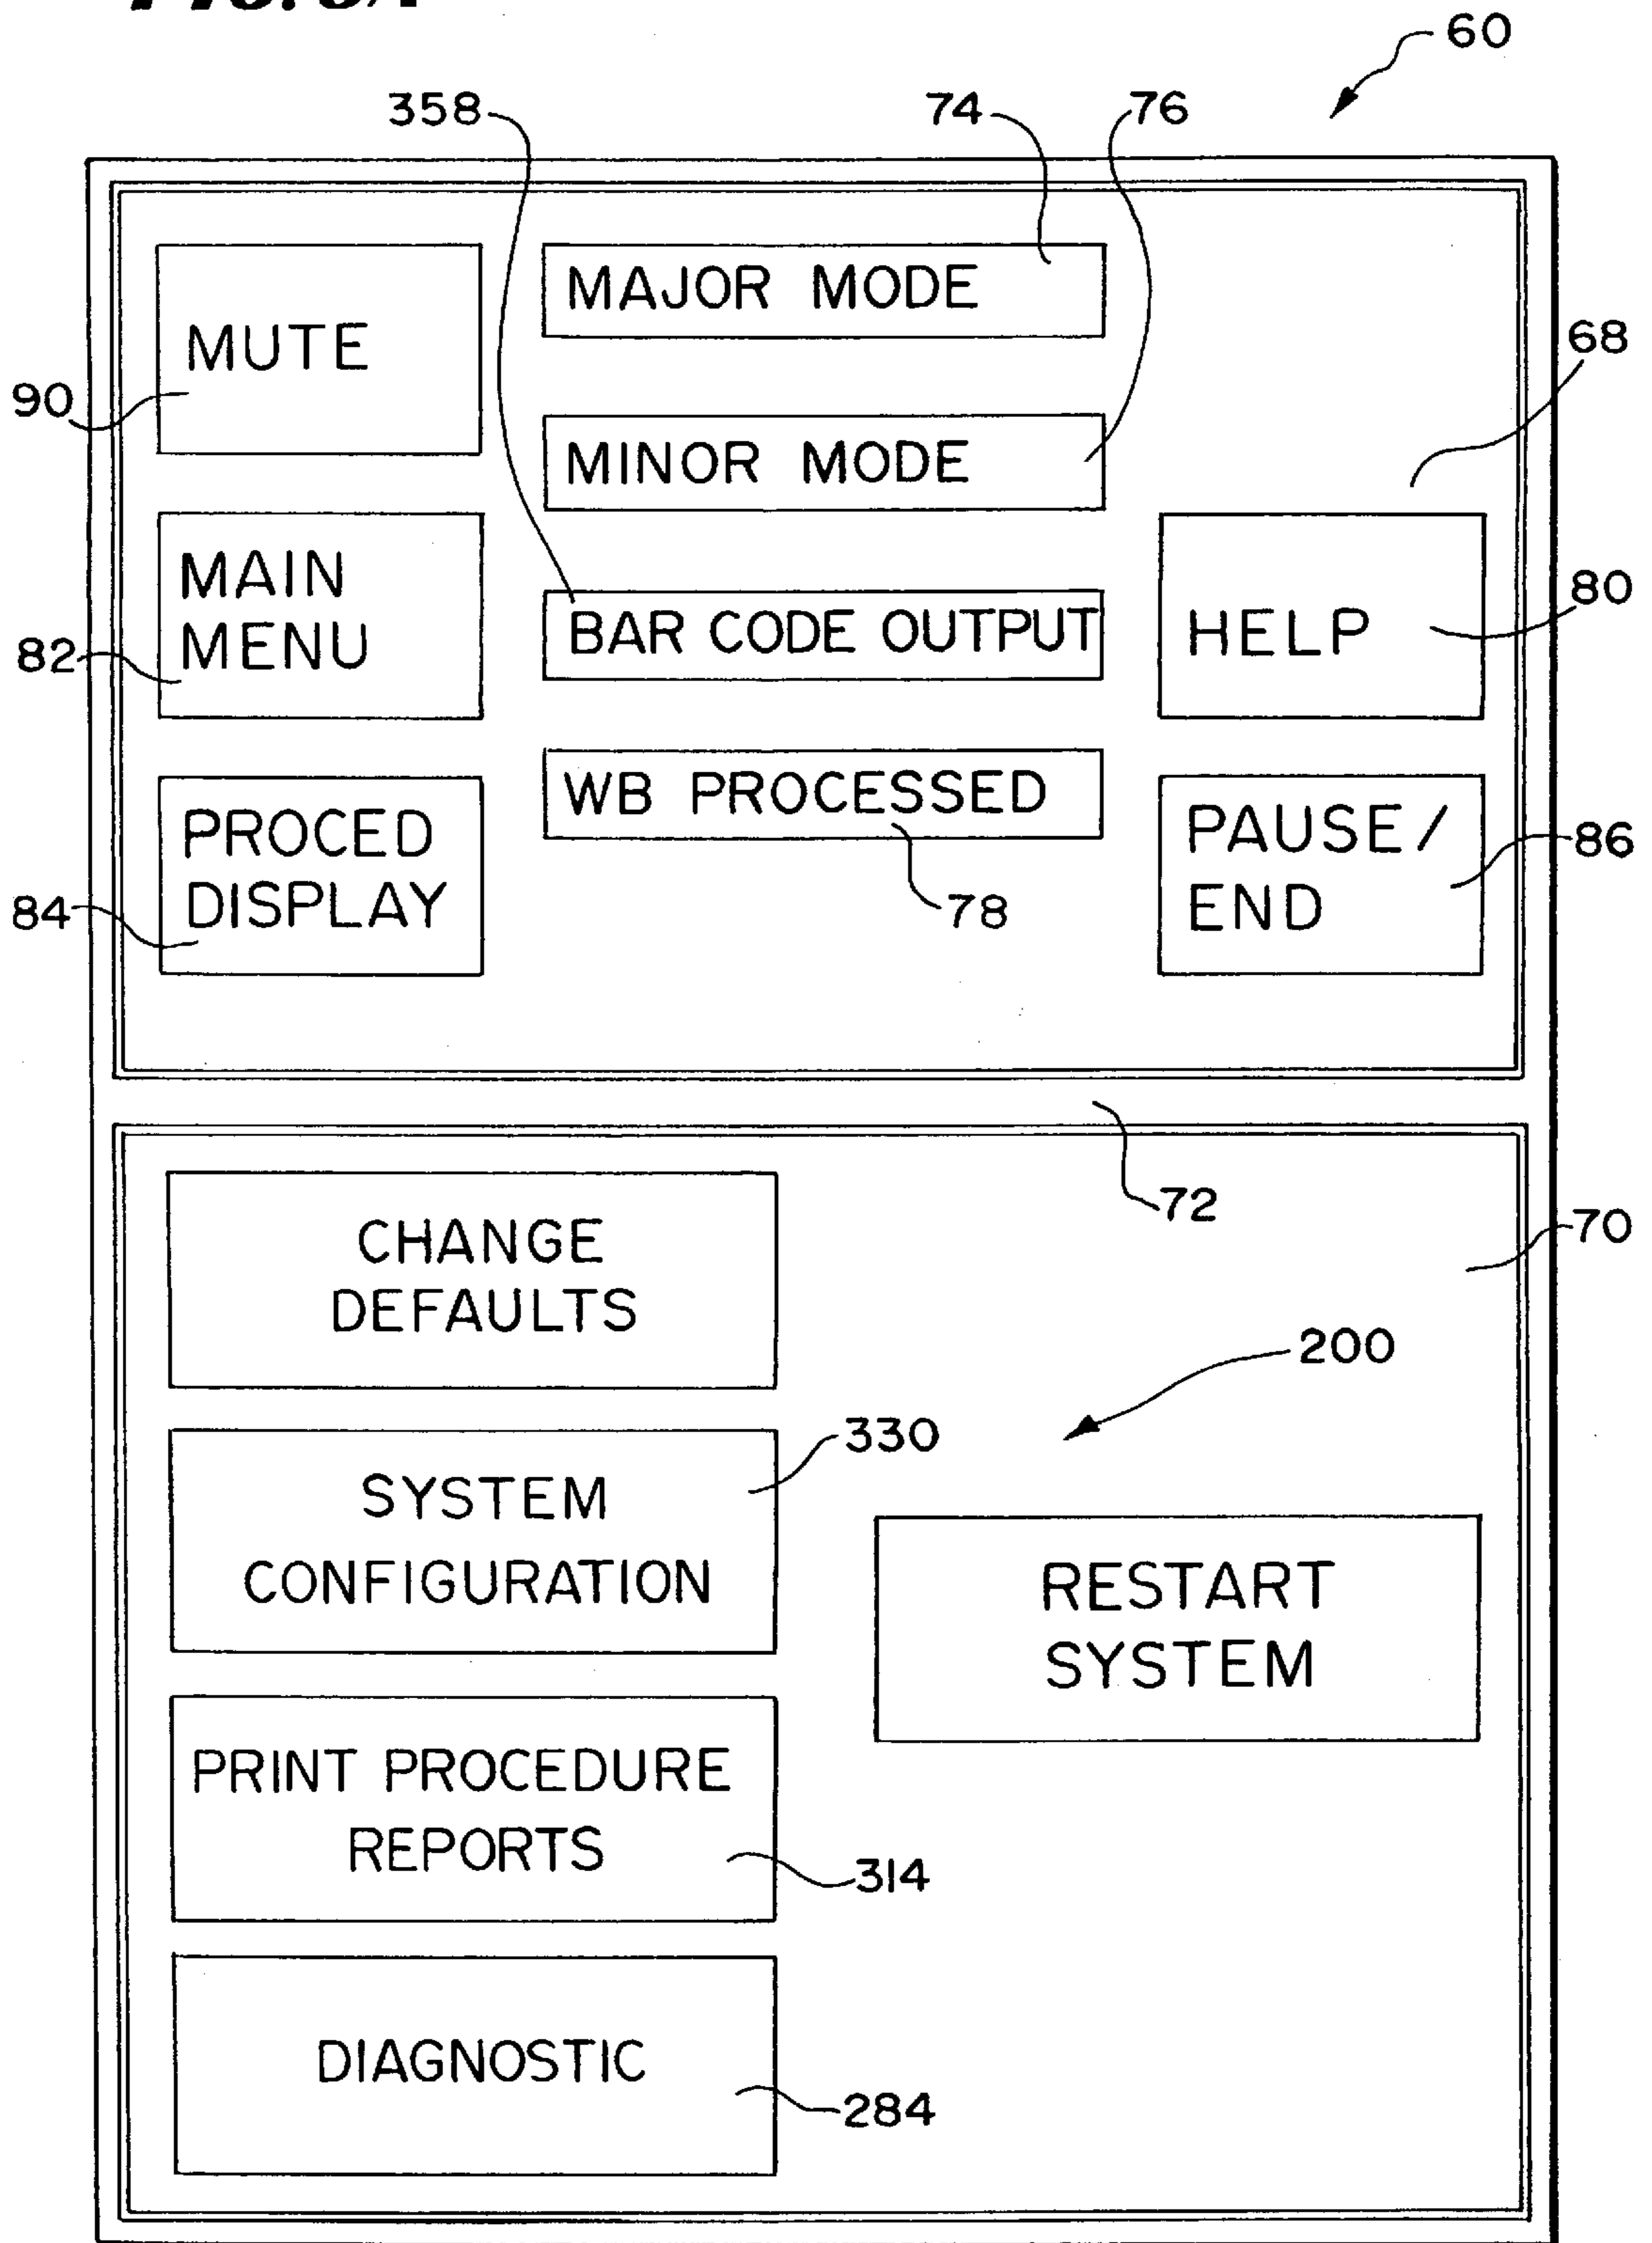 60
358
74
76
MAJOR MODE
MUTE
68
90
MINOR MODE
MAIN
MENU
80
BAR CODE OUTPUT
HELP
82
WB PROCESSED
PROCED
DISPLAY
PAUSE/
END
86
84
78
72
70
CHANGE
DEFAULTS
200
330
SYSTEM
CONFIGURATION
RESTART
SYSTEM
PRINT PROCEDURE
REPORTS
314
DIAGNOSTIC
284